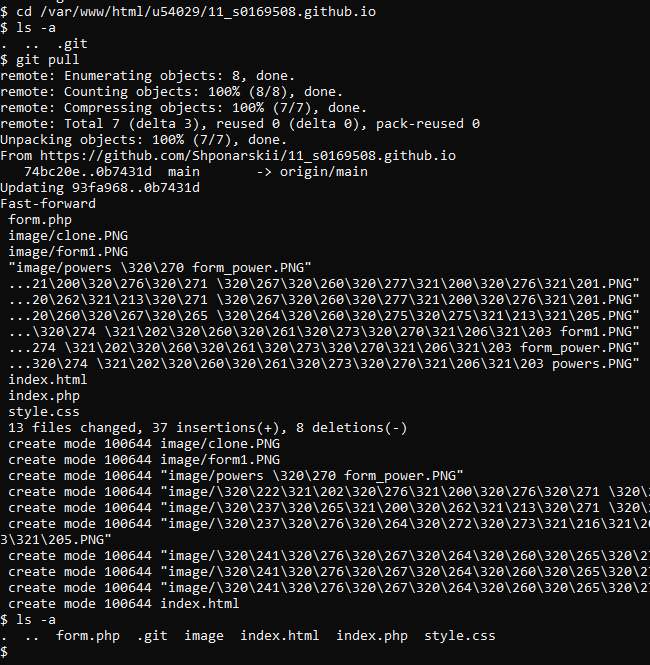 $ cd /var/www/html/u54029/11_s0169508.github.io
$ ls -a
.  ..  .git
$ git pull
remote: Enumerating objects: 8, done.
remote: Counting objects: 100% (8/8), done.
remote: Compressing objects: 100% (7/7), done.
remote: Total 7 (delta 3), reused 0 (delta 0), pack-reused 0
Unpacking objects: 100% (7/7), done.
From https://github.com/Shponarskii/11_s0169508.github.io
   74bc20e..0b7431d  main       -> origin/main
Updating 93fa968..0b7431d
Fast-forward
 form.php
 image/clone.PNG
 image/form1.PNG
 "image/powers \320\270 form_power.PNG"
 ...21\200\320\276\320\271 \320\267\320\260\320\277\321\200\320\276\321\201.PNG"
 ...20\262\321\213\320\271 \320\267\320\260\320\277\321\200\320\276\321\201.PNG"
 ...20\260\320\267\320\265 \320\264\320\260\320\275\320\275\321\213\321\205.PNG"
 ...\320\274 \321\202\320\260\320\261\320\273\320\270\321\206\321\203 form1.PNG"
 ...274 \321\202\320\260\320\261\320\273\320\270\321\206\321\203 form_power.PNG"
 ...320\274 \321\202\320\260\320\261\320\273\320\270\321\206\321\203 powers.PNG"
 index.html
 index.php
 style.css
 13 files changed, 37 insertions(+), 8 deletions(-)
 create mode 100644 image/clone.PNG
 create mode 100644 image/form1.PNG
 create mode 100644 "image/powers \320\270 form_power.PNG"
 create mode 100644 "image/\320\222\321\202\320\276\321\200\320\276\320\271 \320\
 create mode 100644 "image/\320\237\320\265\321\200\320\262\321\213\320\271 \320\
 create mode 100644 "image/\320\237\320\276\320\264\320\272\320\273\321\216\321\2
3\321\205.PNG"
 create mode 100644 "image/\320\241\320\276\320\267\320\264\320\260\320\265\320\2
 create mode 100644 "image/\320\241\320\276\320\267\320\264\320\260\320\265\320\2
 create mode 100644 "image/\320\241\320\276\320\267\320\264\320\260\320\265\320\2
 create mode 100644 index.html
$ ls -a
.  ..  form.php  .git  image  index.html  index.php  style.css
$